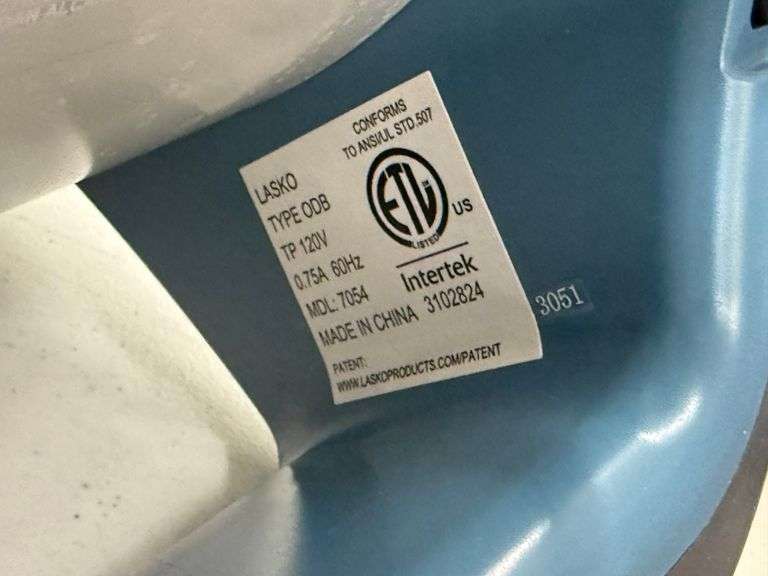 CONFORMS
TO ANSI/UL STD.507
LASKO
TYPE ODB
TP 120V
0.75A 60Hz
MDL: 7054
MADE IN CHINA
ETL
LISTED
US
Intertek
3102824
PATENT:
WWW.LASKOPRODUCTS.COM/PATENT
3051